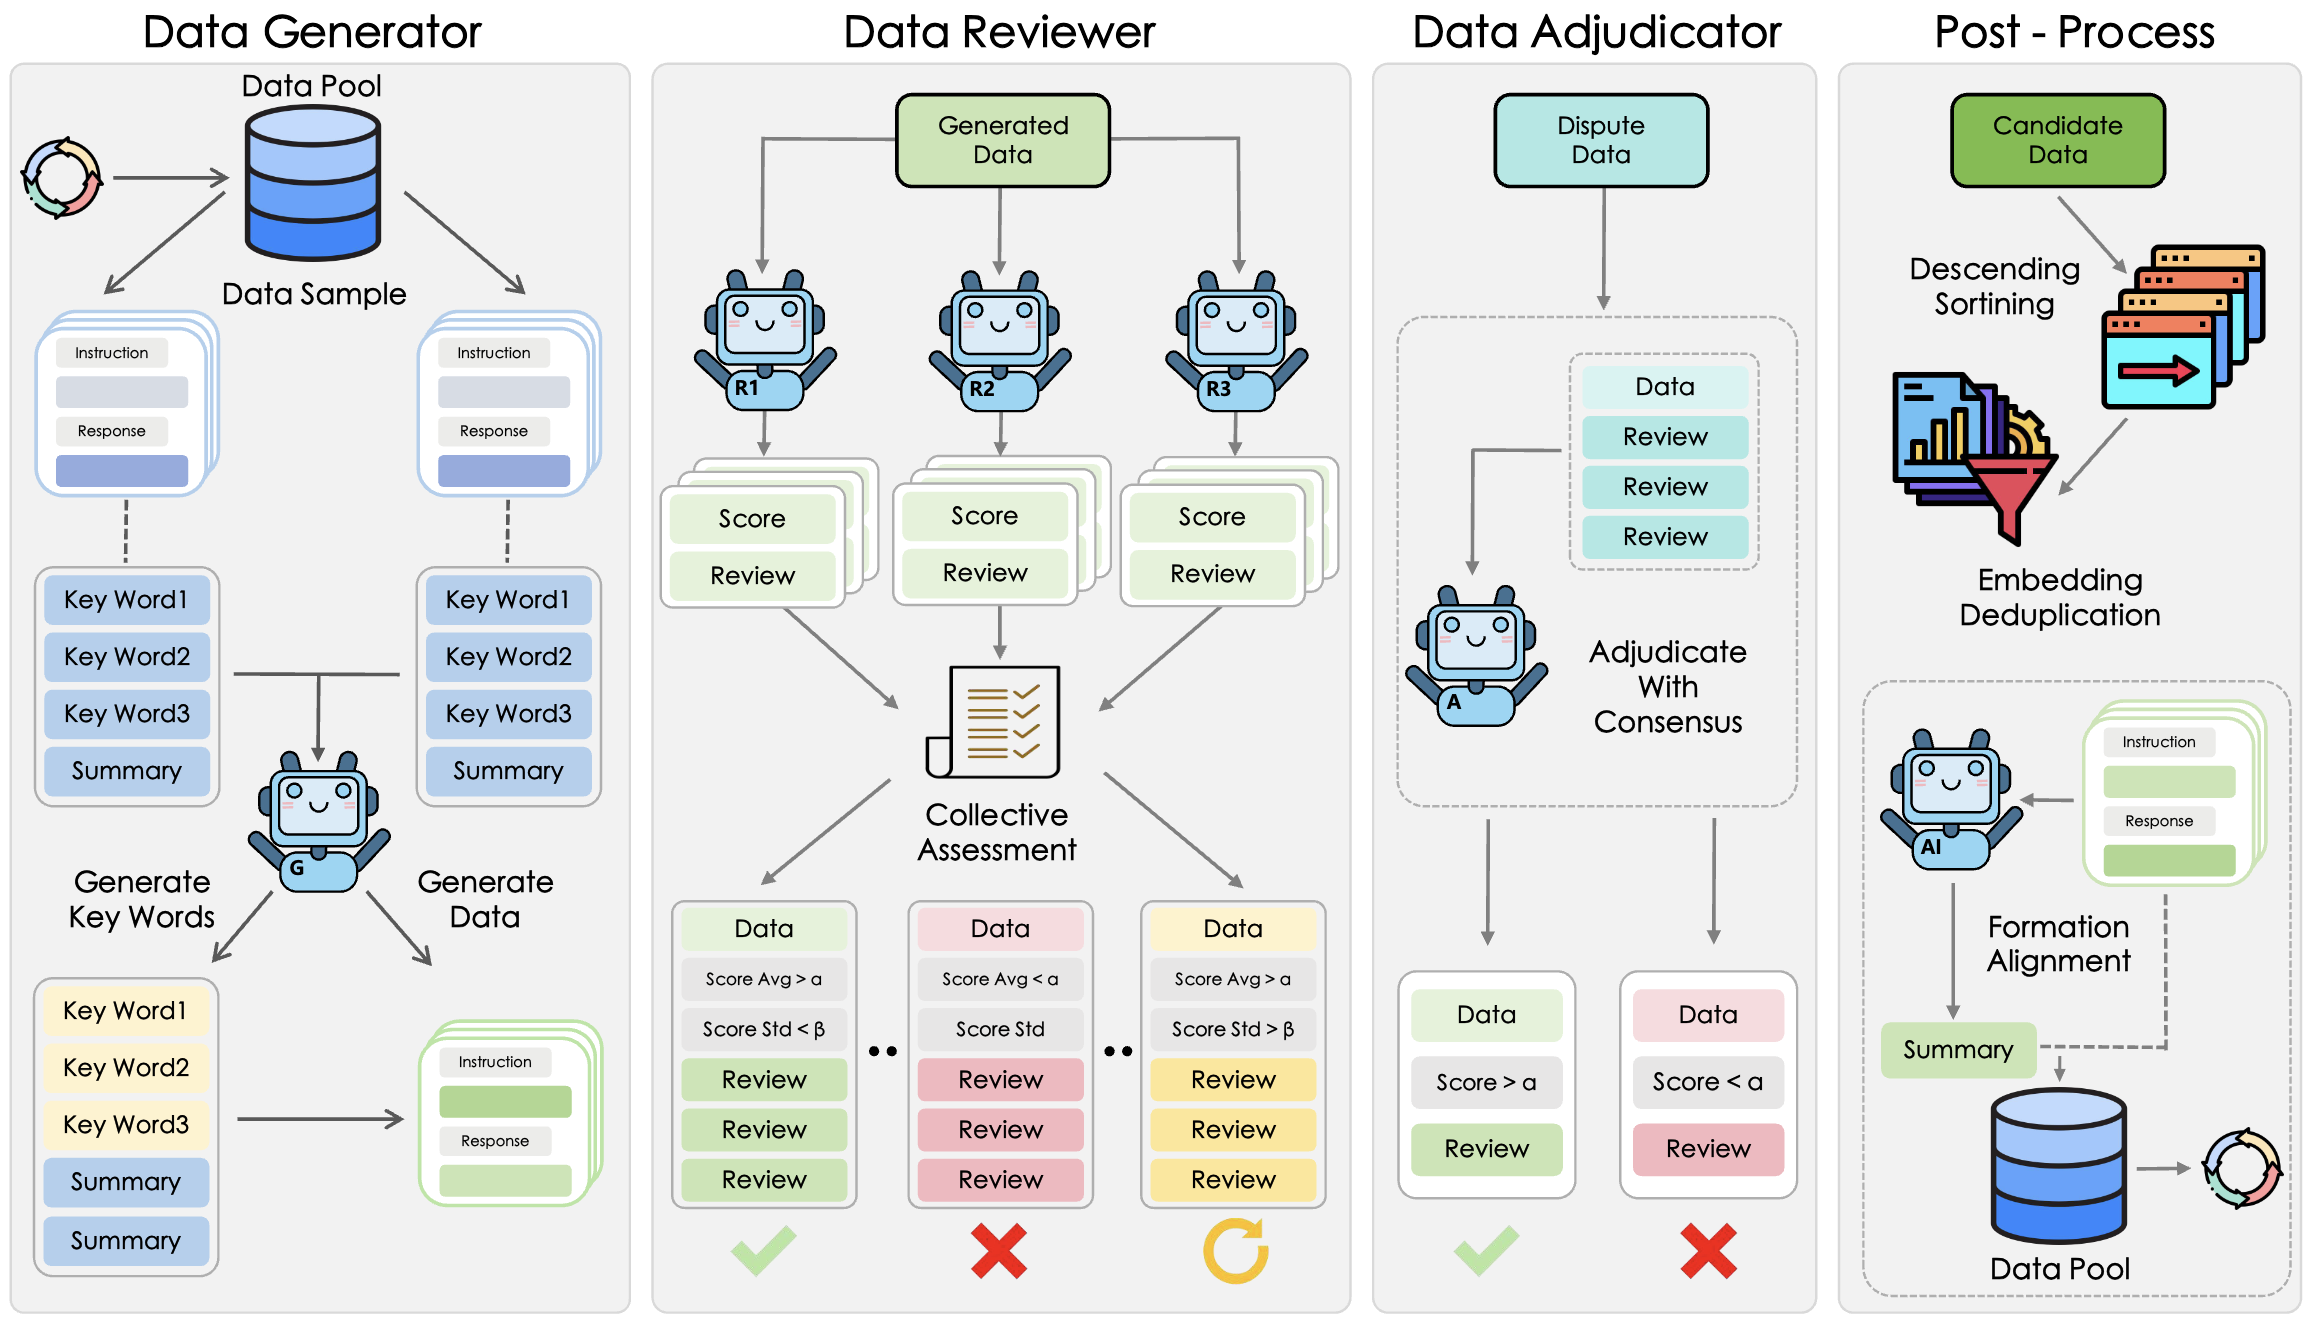 Data Generator
Data Pool
Data Sample
Instruction
Response
Instruction
Response
Key Word1
Key Word2
Key Word3
Summary
Key Word1
Key Word2
Key Word3
Summary
G
Generate
Key Words
Generate
Data
Key Word1
Key Word2
Key Word3
Summary
Summary
Instruction
Response
Data Reviewer
Generated
Data
R1
R2
R3
Score
Review
Score
Review
Score
Review
Collective
Assessment
Data
Score Avg > a
Score Std < β
Review
Review
Review
Data
Score Avg < a
Score Std
Review
Review
Review
Data
Score Avg > a
Score Std > β
Review
Review
Review
Data Adjudicator
Dispute
Data
Data
Review
Review
Review
A
Adjudicate
With
Consensus
Data
Score > a
Review
Data
Score < a
Review
Post - Process
Candidate
Data
Descending
Sortining
Embedding
Deduplication
Instruction
Response
AI
Formation
Alignment
Summary
Data Pool